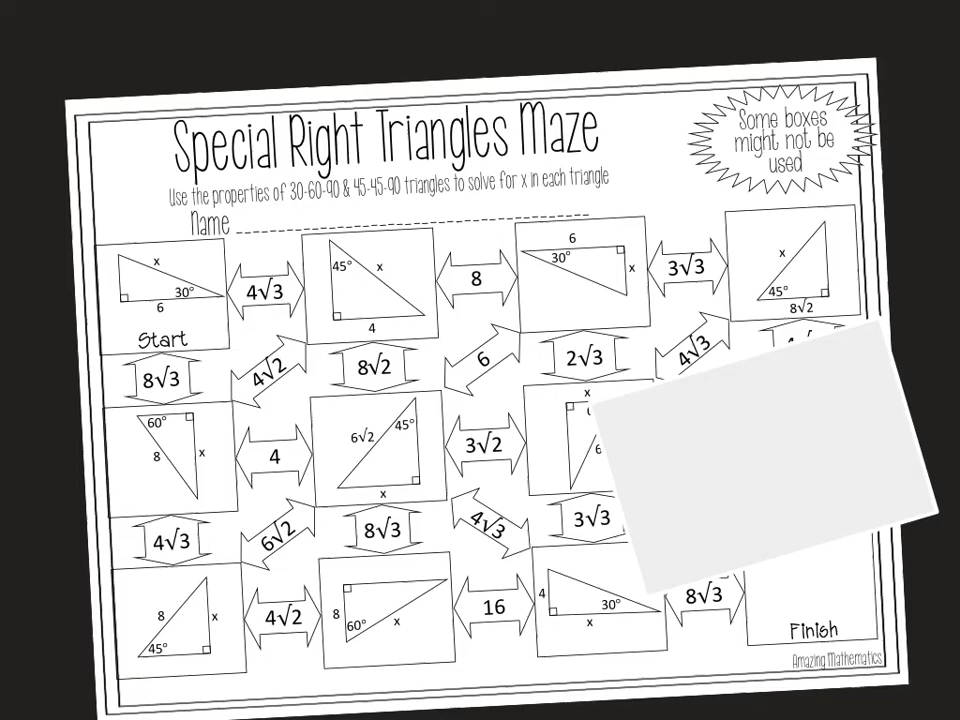 Special Right Triangles Maze
Some boxes
might not be
used
Use the properties of 30-60-90 & 45-45-90 triangles to solve for x in each triangle
Name
x
30°
6
Start
4√3
45°
x
4
8
6
30°
x
3√3
x
45°
8√2
8√3
4√2
8√2
6
2√3
4√3
60°
8
x
4
6√2
45°
x
3√2
x
6
4√3
6√2
8√3
4√3
3√3
8
x
45°
4√2
8
60°
x
16
4
30°
x
8√3
Finish
Amazing Mathematics